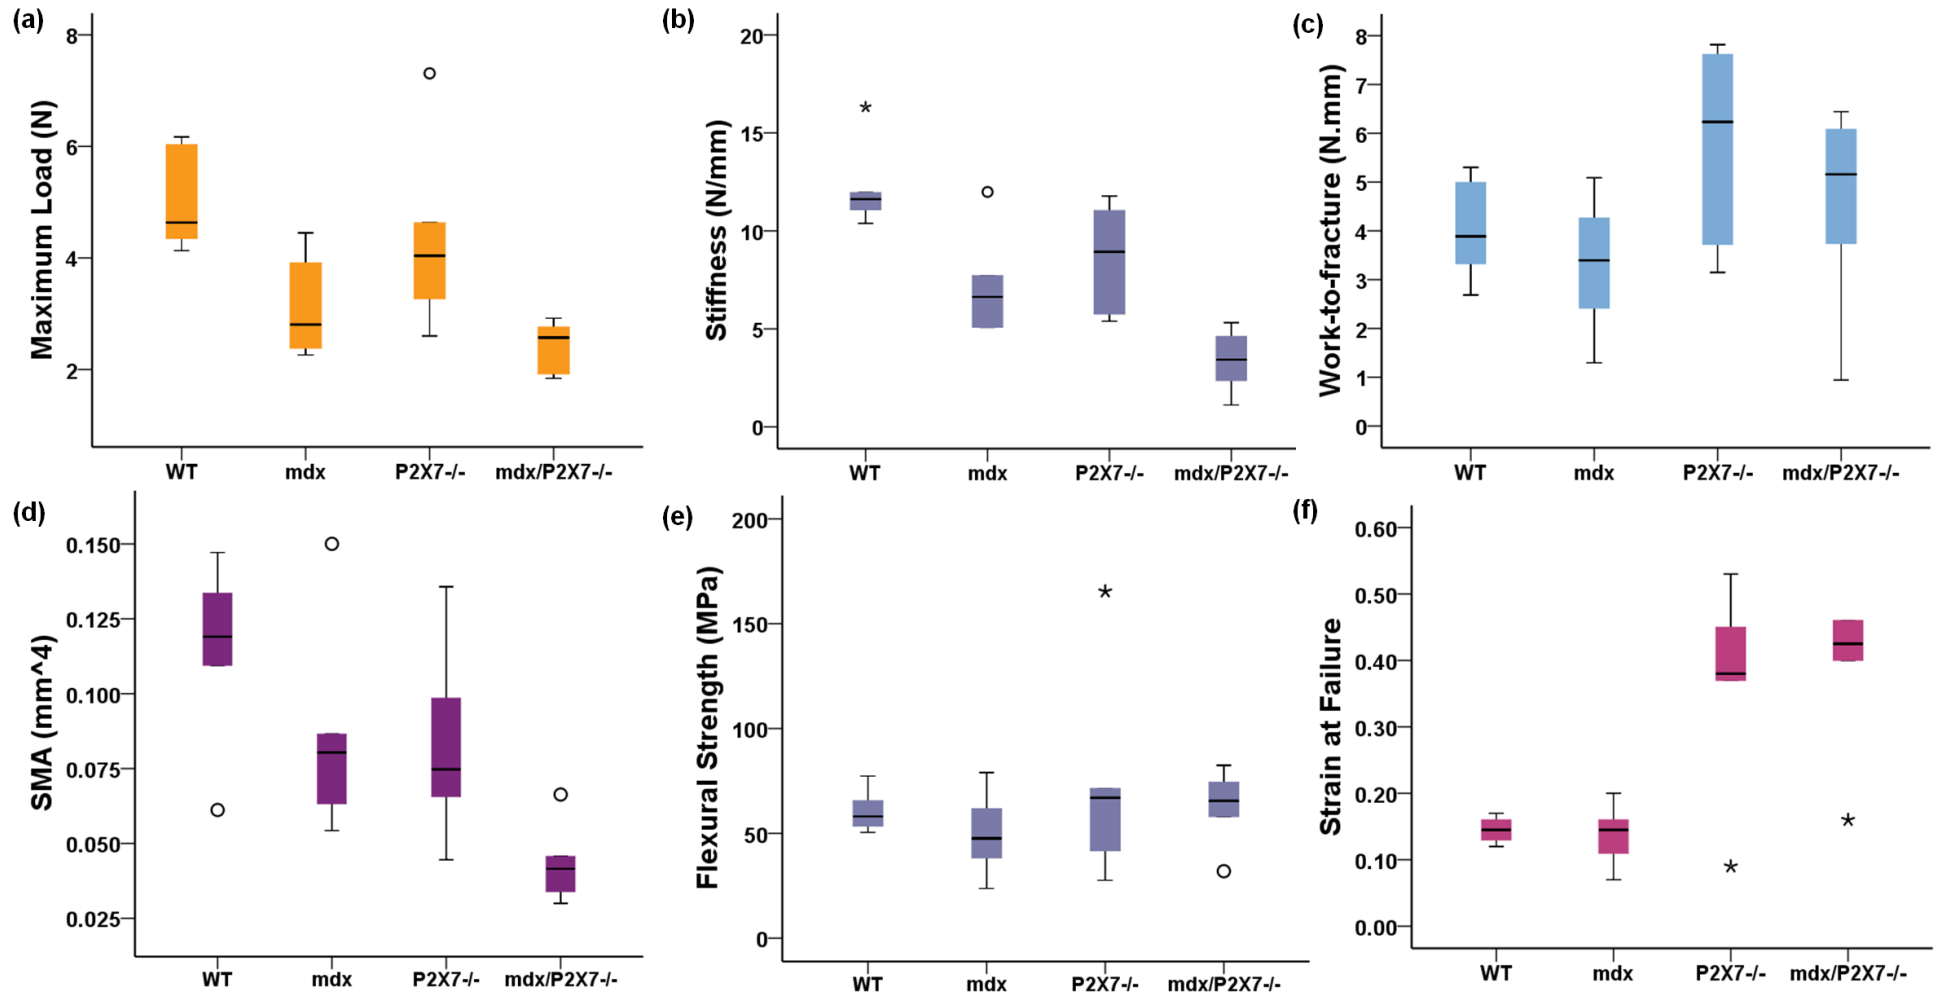 (a)
Maximum Load (N)
8
6
4
2
WT mdx P2X7-/- mdx/P2X7-/-
(b)
Stiffness (N/mm)
20
15
10
5
0
*
WT mdx P2X7-/- mdx/P2X7-/-
(c)
Work-to-fracture (N.mm)
8
7
6
5
4
3
2
1
0
WT mdx P2X7-/- mdx/P2X7-/-
(d)
SMA (mm^4)
0.150
0.125
0.100
0.075
0.050
0.025
WT mdx P2X7-/- mdx/P2X7-/-
(e)
Flexural Strength (MPa)
200
150
100
50
0
*
WT mdx P2X7-/- mdx/P2X7-/-
(f)
Strain at Failure
0.60
0.50
0.40
0.30
0.20
0.10
0.00
*
*
WT mdx P2X7-/- mdx/P2X7-/-